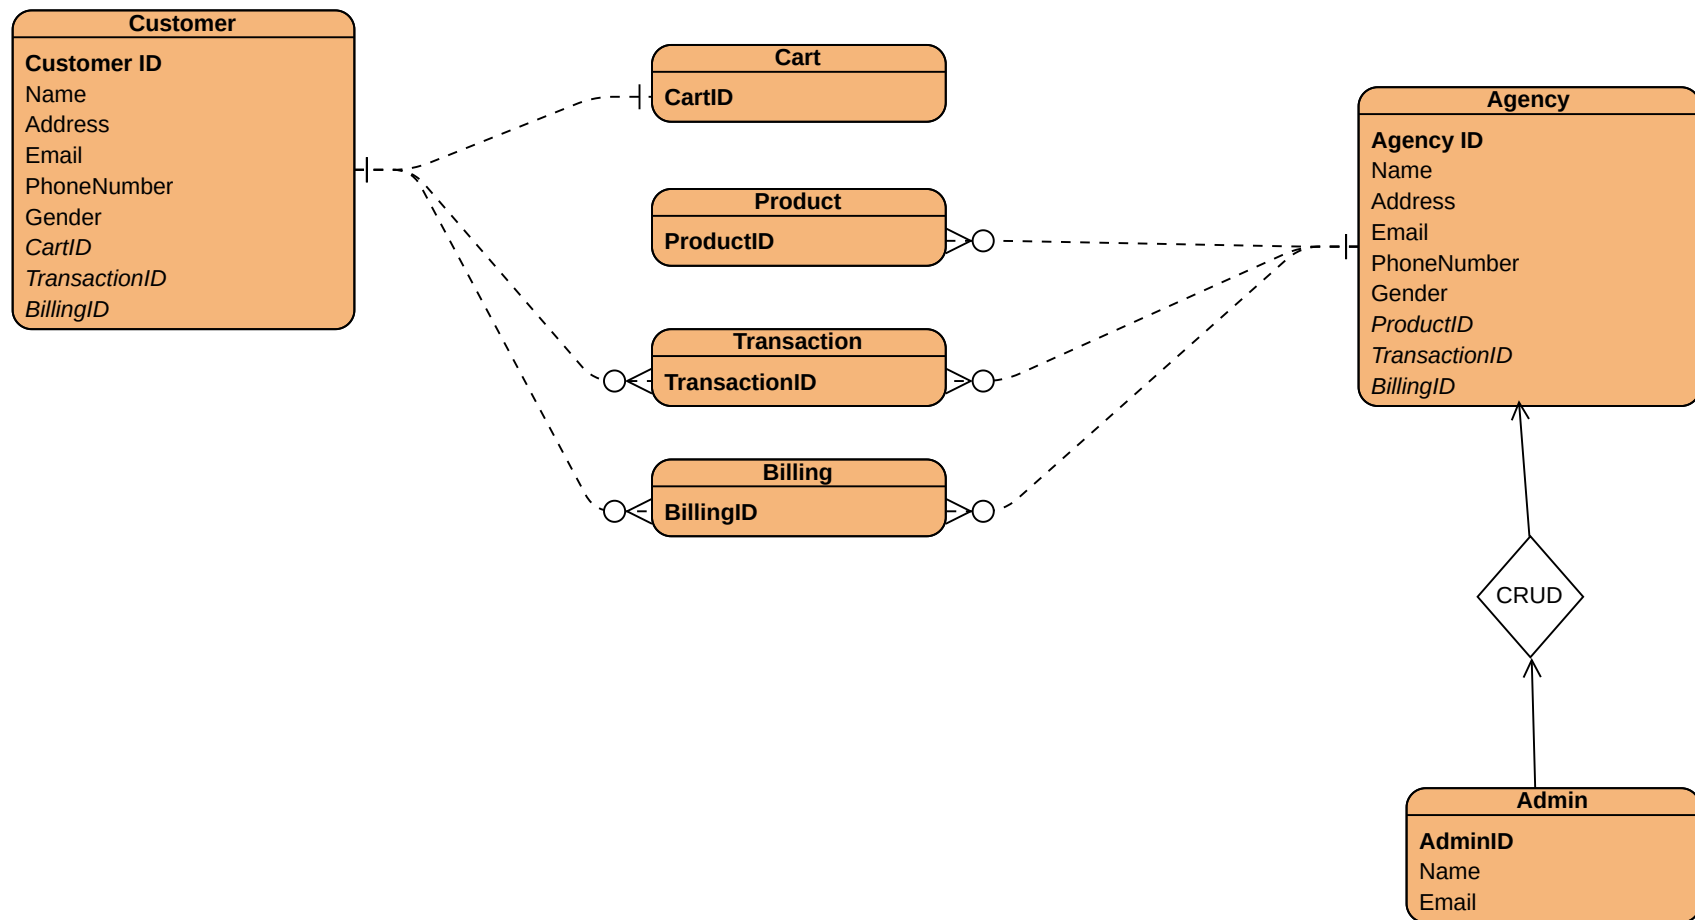 Customer
Customer ID
Name
Address
Email
PhoneNumber
Gender
CartID
TransactionID
BillingID
Cart
CartID
Product
ProductID
Transaction
TransactionID
Billing
BillingID
Agency
Agency ID
Name
Address
Email
PhoneNumber
Gender
ProductID
TransactionID
BillingID
CRUD
Admin
AdminID
Name
Email